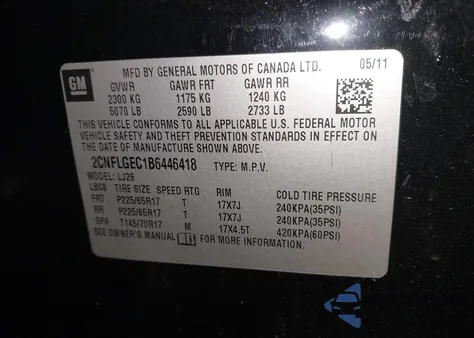 GM
MFD BY GENERAL MOTORS OF CANADA LTD. 05/11
GVWR GAWR FRT GAWR RR
2300 KG 1175 KG 1240 KG
5070 LB 2590 LB 2733 LB
THIS VEHICLE CONFORMS TO ALL APPLICABLE U.S. FEDERAL MOTOR
VEHICLE SAFETY AND THEFT PREVENTION STANDARDS IN EFFECT ON
THE DATE OF MANUFACTURE SHOWN ABOVE.
2CNFLGEC1B6446418 TYPE: M.P.V.
MODEL: LJ26
TIRE SIZE SPEED RTG RIM COLD TIRE PRESSURE
FRT P225/65R17 T 17X7J 240KPA(35PSI)
RR P225/65R17 T 17X7J 240KPA(35PSI)
SPA T145/70R17 M 17X4.5T 420KPA(60PSI)
SEE OWNER'S MANUAL FOR MORE INFORMATION.